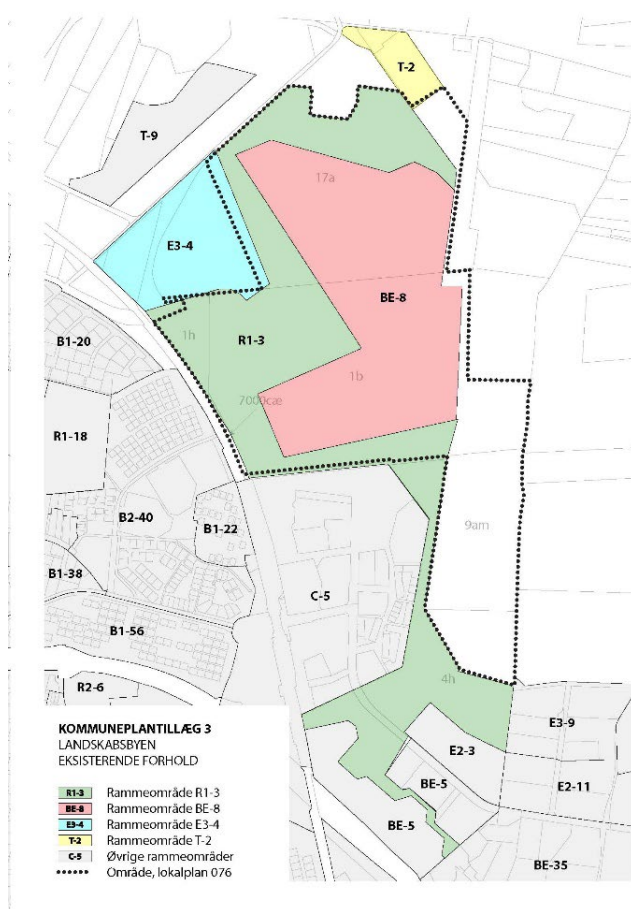 T-2
T-9
17a
E3-4
BE-8
1h
R1-3
B1-20
1b
7000cæ
R1-18
B2-40
B1-22
9am
B1-38
C-5
B1-56
R2-6
4h
E3-9
E2-3
BE-5
E2-11
BE-5
BE-35
KOMMUNEPLANTILLÆG 3
LANDSKABSBYEN
EKSISTERENDE FORHOLD
R1-3 Rammeområde R1-3
BE-8 Rammeområde BE-8
E3-4 Rammeområde E3-4
T-2 Rammeområde T-2
C-5 Øvrige rammeområder
Område, lokalplan 076